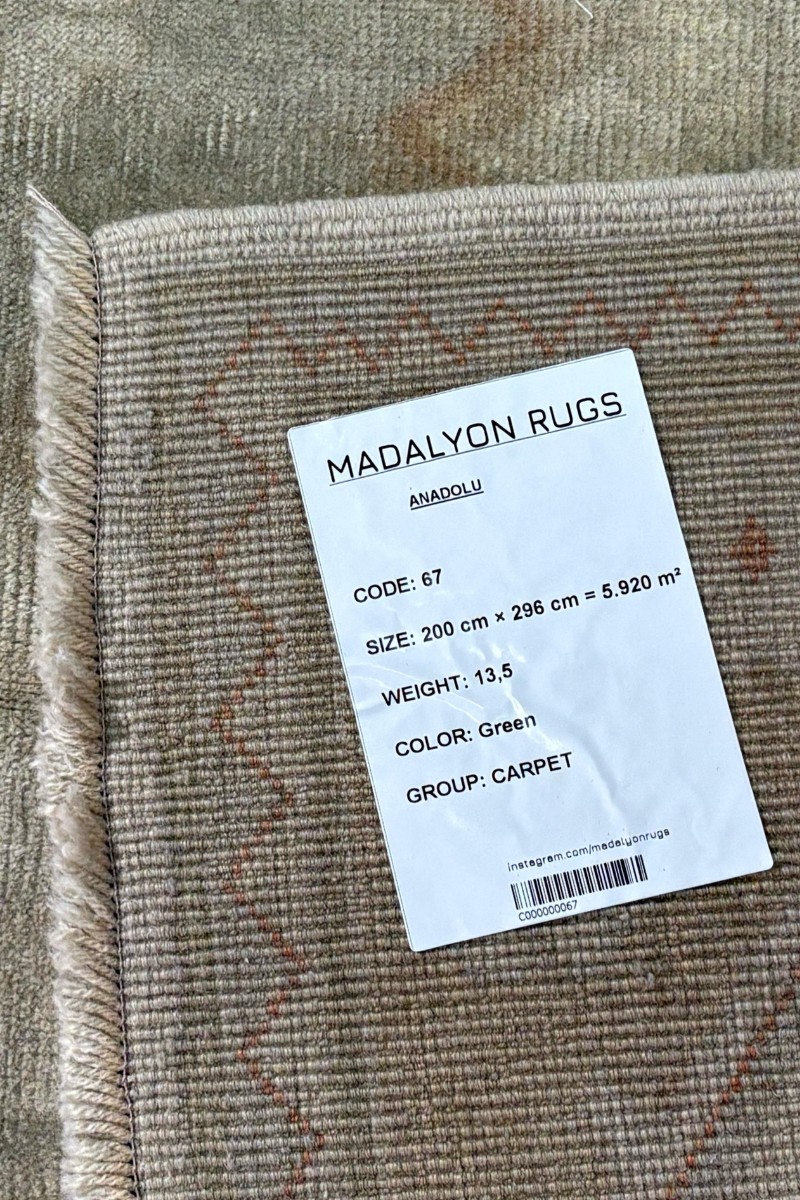 MADALYON RUGS
ANADOLU
CODE: 67
SIZE: 200 cm × 296 cm = 5.920 m²
WEIGHT: 13,5
COLOR: Green
GROUP: CARPET
instagram.com/madalyonrugs
C000000067